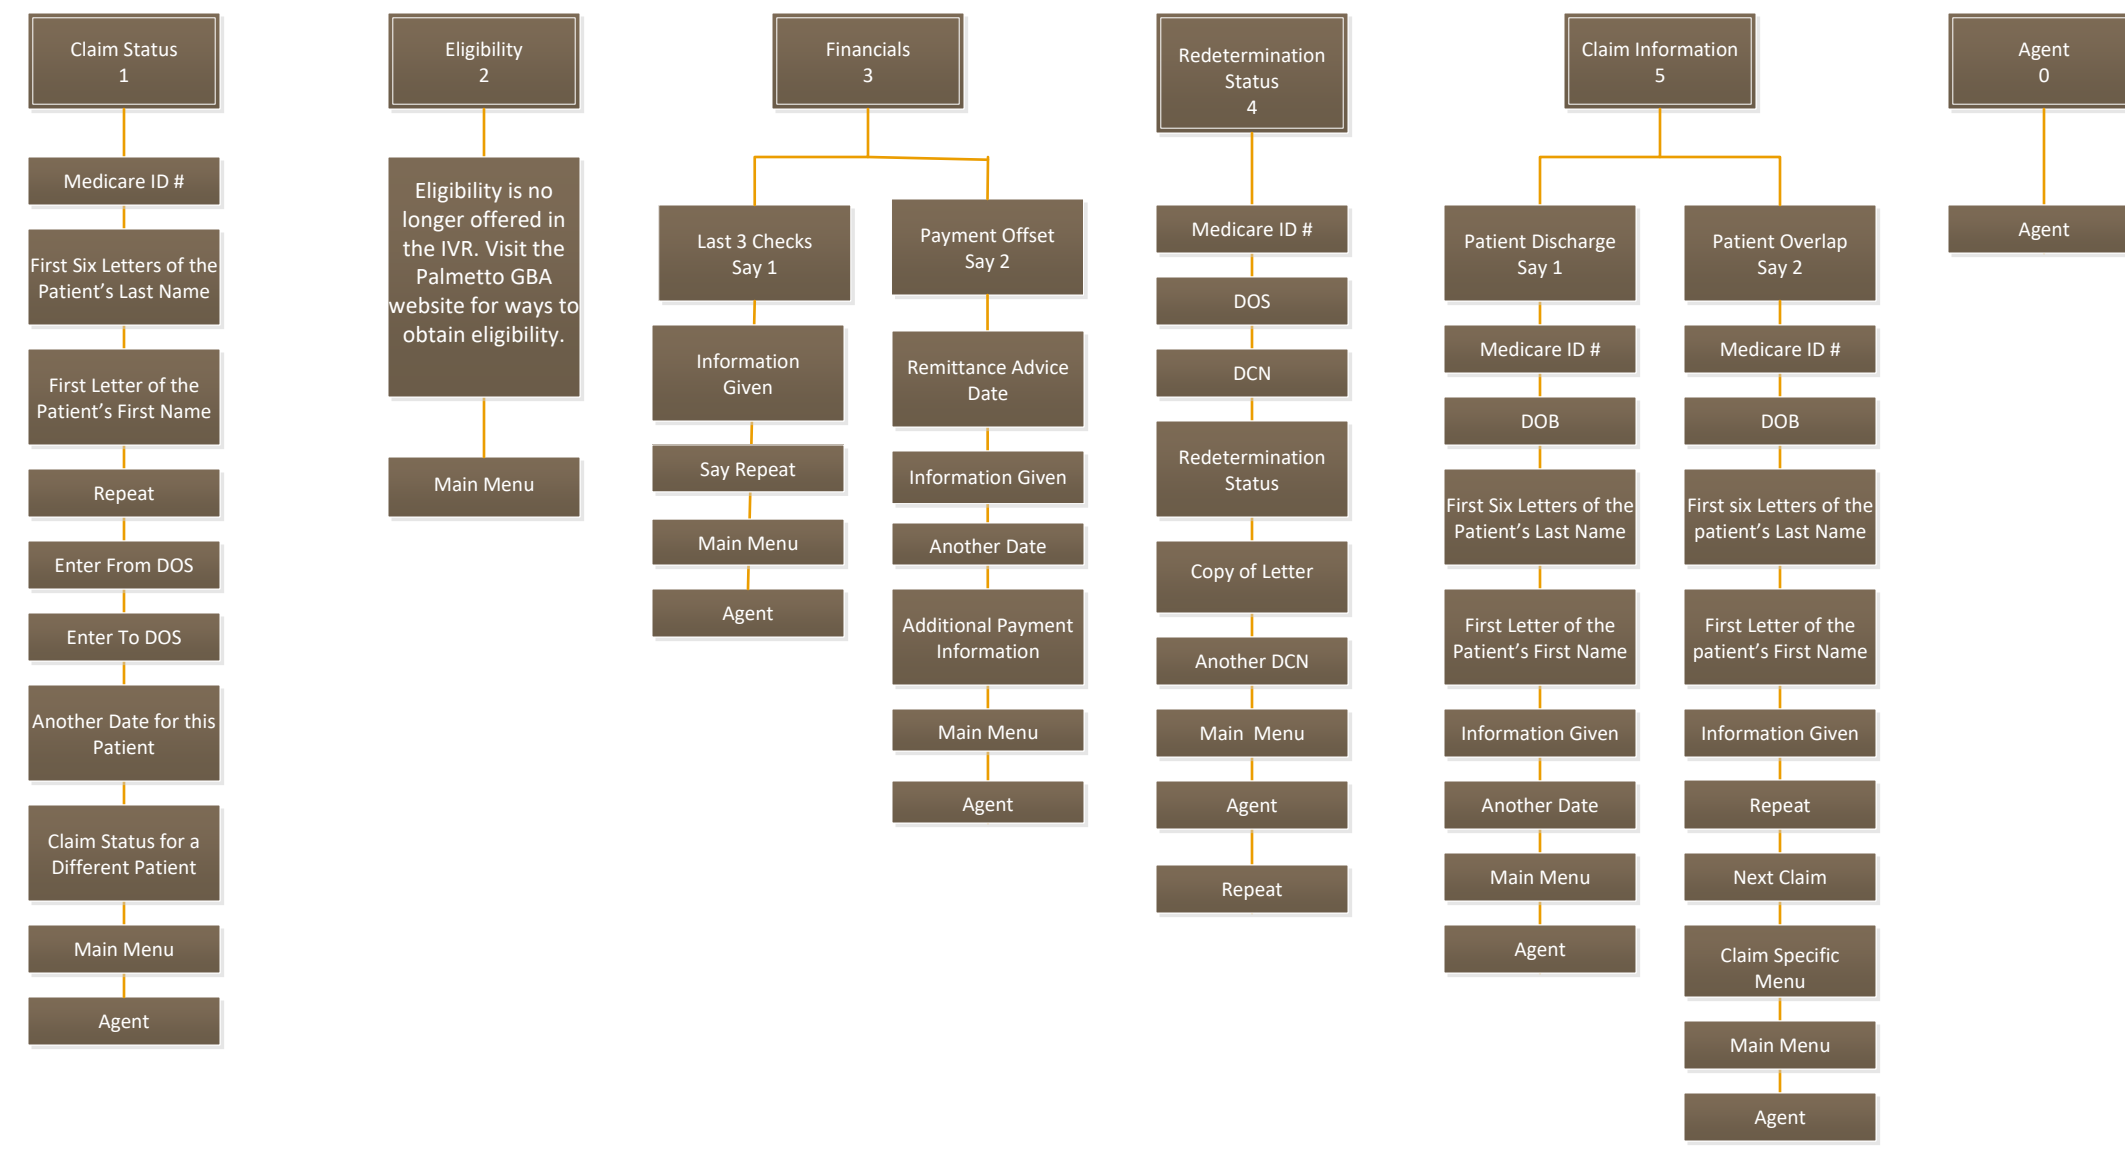 Claim Status
1
Medicare ID #
First Six Letters of the
Patient’s Last Name
First Letter of the
Patient’s First Name
Repeat
Enter From DOS
Enter To DOS
Another Date for this
Patient
Claim Status for a
Different Patient
Main Menu
Agent
Eligibility
2
Eligibility is no
longer offered in
the IVR. Visit the
Palmetto GBA
website for ways to
obtain eligibility.
Main Menu
Financials
3
Last 3 Checks
Say 1
Information
Given
Say Repeat
Main Menu
Agent
Payment Offset
Say 2
Remittance Advice
Date
Information Given
Another Date
Additional Payment
Information
Main Menu
Agent
Redetermination
Status
4
Medicare ID #
DOS
DCN
Redetermination
Status
Copy of Letter
Another DCN
Main  Menu
Agent
Repeat
Claim Information
5
Patient Discharge
Say 1
Medicare ID #
DOB
First Six Letters of the
Patient’s Last Name
First Letter of the
Patient’s First Name
Information Given
Another Date
Main Menu
Agent
Patient Overlap
Say 2
Medicare ID #
DOB
First six Letters of the
patient’s Last Name
First Letter of the
patient’s First Name
Information Given
Repeat
Next Claim
Claim Specific
Menu
Main Menu
Agent
Agent
0
Agent